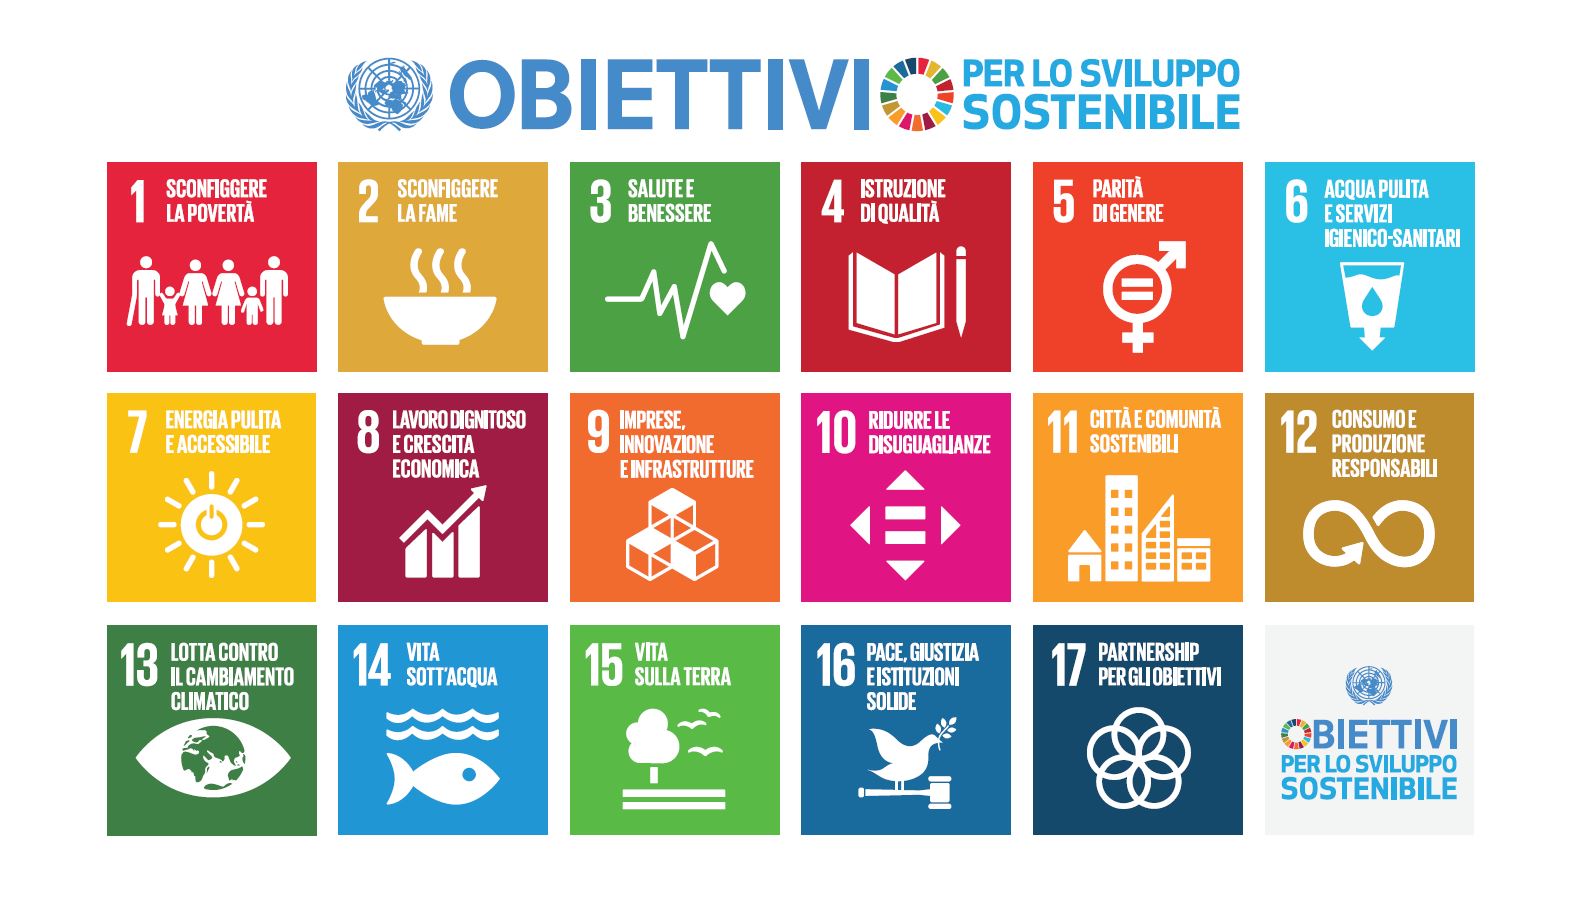 OBIETTIVI
PER LO SVILUPPO
SOSTENIBILE
1 SCONFIGGERE
LA POVERTÀ
2 SCONFIGGERE
LA FAME
3 SALUTE E
BENESSERE
4 ISTRUZIONE
DI QUALITÀ
5 PARITÀ
DI GENERE
6 ACQUA PULITA
E SERVIZI
IGIENICO-SANITARI
7 ENERGIA PULITA
E ACCESSIBILE
8 LAVORO DIGNITOSO
E CRESCITA
ECONOMICA
9 IMPRESE,
INNOVAZIONE
E INFRASTRUTTURE
10 RIDURRE LE
DISUGUAGLIANZE
11 CITTÀ E COMUNITÀ
SOSTENIBILI
12 CONSUMO E
PRODUZIONE
RESPONSABILI
13 LOTTA CONTRO
IL CAMBIAMENTO
CLIMATICO
14 VITA
SOTT'ACQUA
15 VITA
SULLA TERRA
16 PACE, GIUSTIZIA
E ISTITUZIONI
SOLIDE
17 PARTNERSHIP
PER GLI OBIETTIVI
OBIETTIVI
PER LO SVILUPPO
SOSTENIBILE